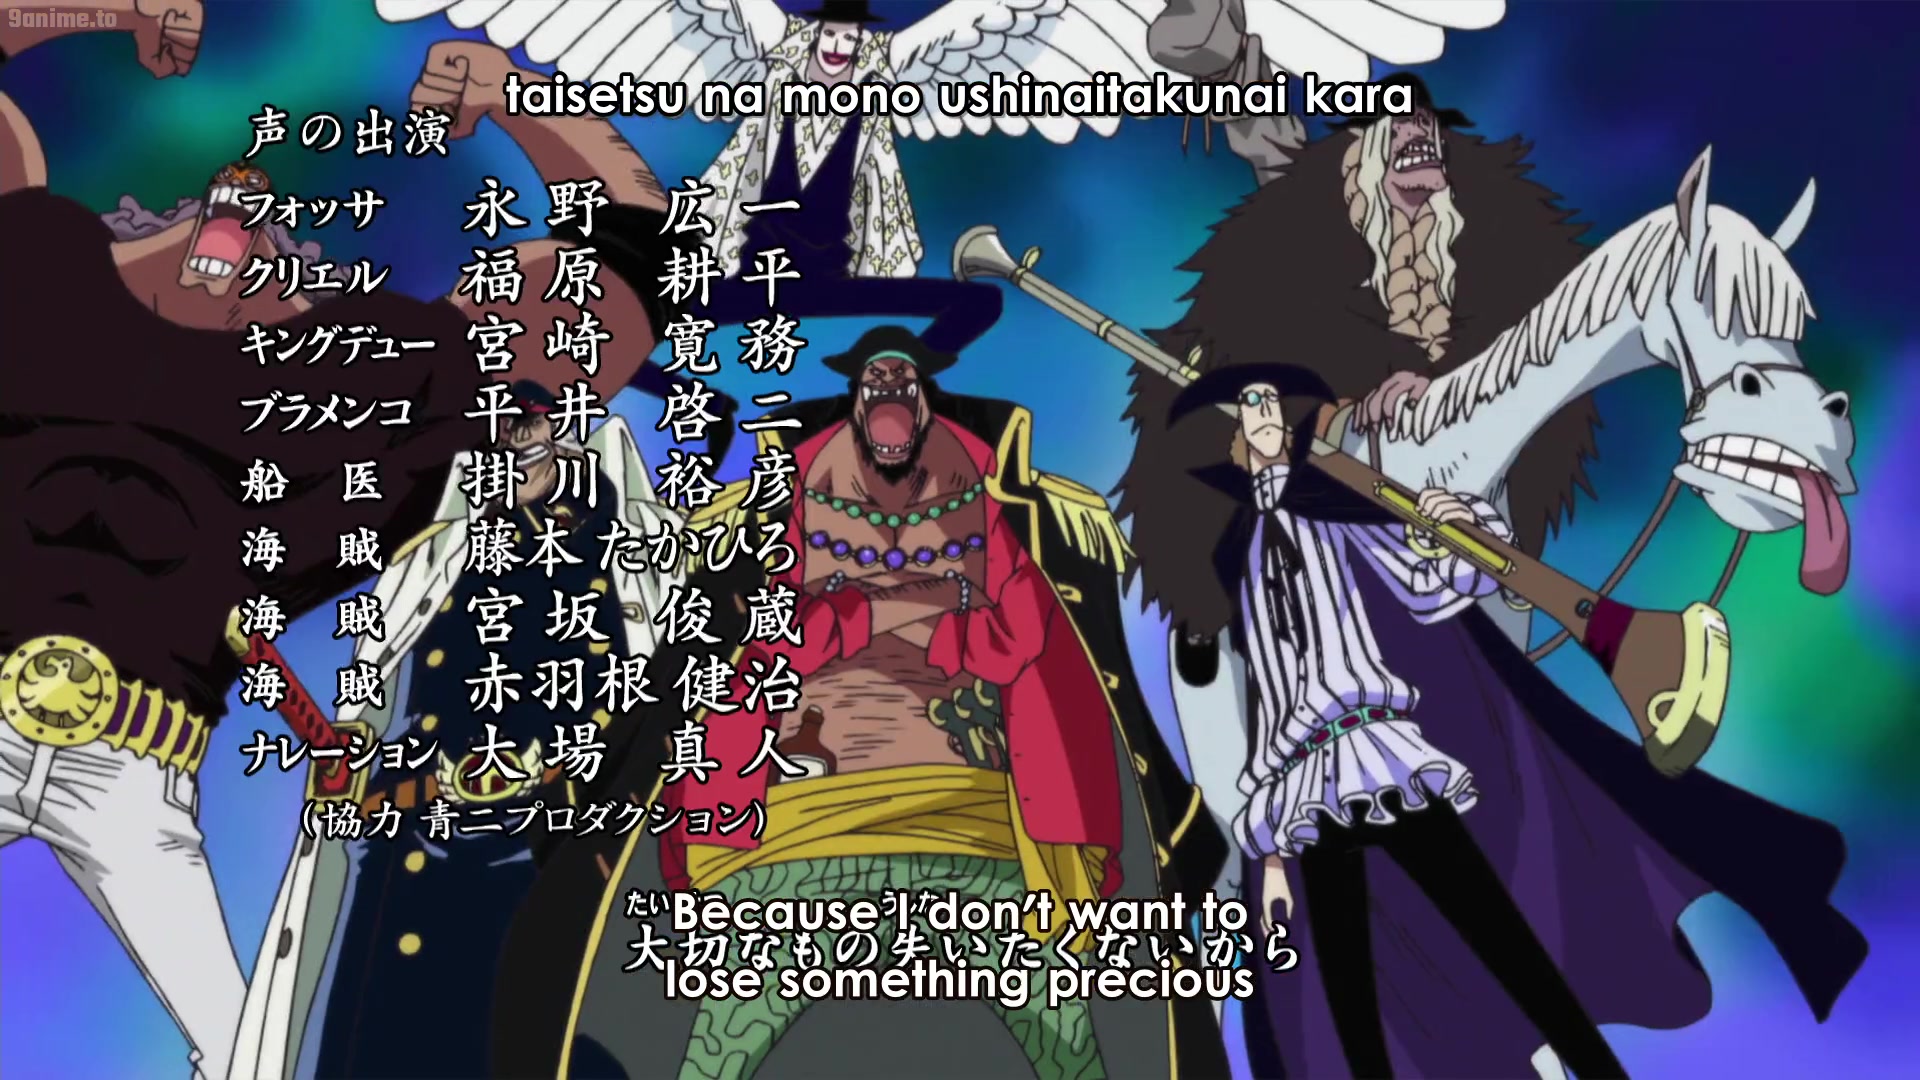 9anime.to
taisetsu na mono ushinaitakunai kara
声の出演
フォッサ 永野 広一
クリエル 福原 耕平
キングデュー 宮崎 寛務
ブラメンコ 平井 啓二
船医 掛川 裕彦
海賊 藤本たかひろ
海賊 宮坂 俊蔵
海賊 赤羽根 健治
ナレーション 大場 真人
(協力 青二プロダクション)
Because I don't want to
大切なもの失いたくないから
lose something precious